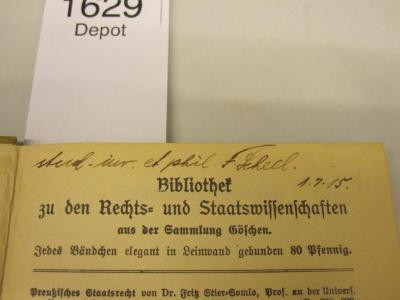 1629
Depot
stud. iur. et phil. F. Scheel.
1.7.15.
Bibliothek
zu den Rechts- und Staatswissenschaften
aus der Sammlung Göschen.
Jedes Bändchen elegant in Leinwand gebunden 80 Pfennig.
Preußisches Staatsrecht von Dr. Fritz Stier-Somlo, Prof. an der Univers.